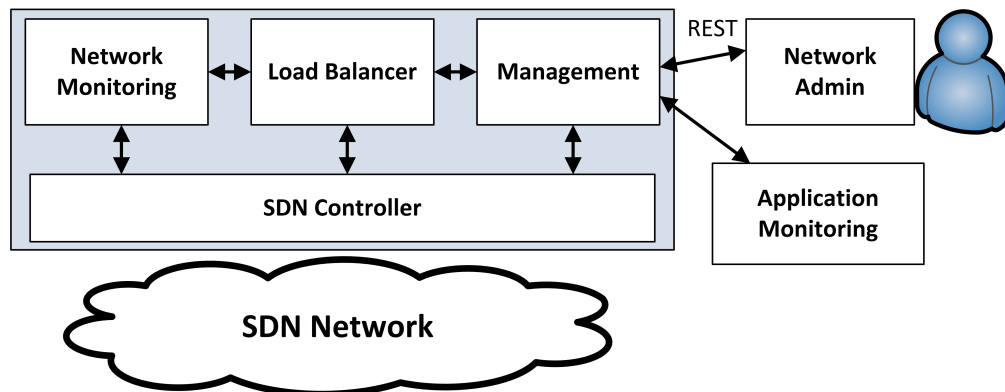 REST
Network
Monitoring
Load Balancer
Management
Network
Admin
SDN Controller
Application
Monitoring
SDN Network